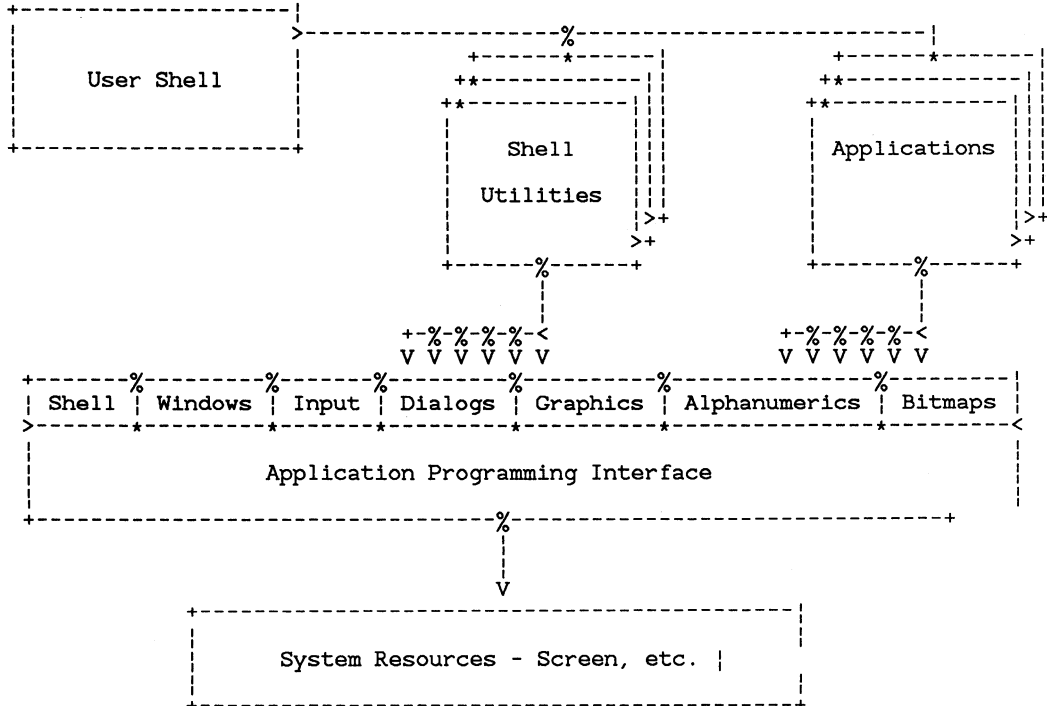 User Shell
Shell
Utilities
Applications
Shell | Windows | Input | Dialogs | Graphics | Alphanumerics | Bitmaps
Application Programming Interface
System Resources - Screen, etc. |